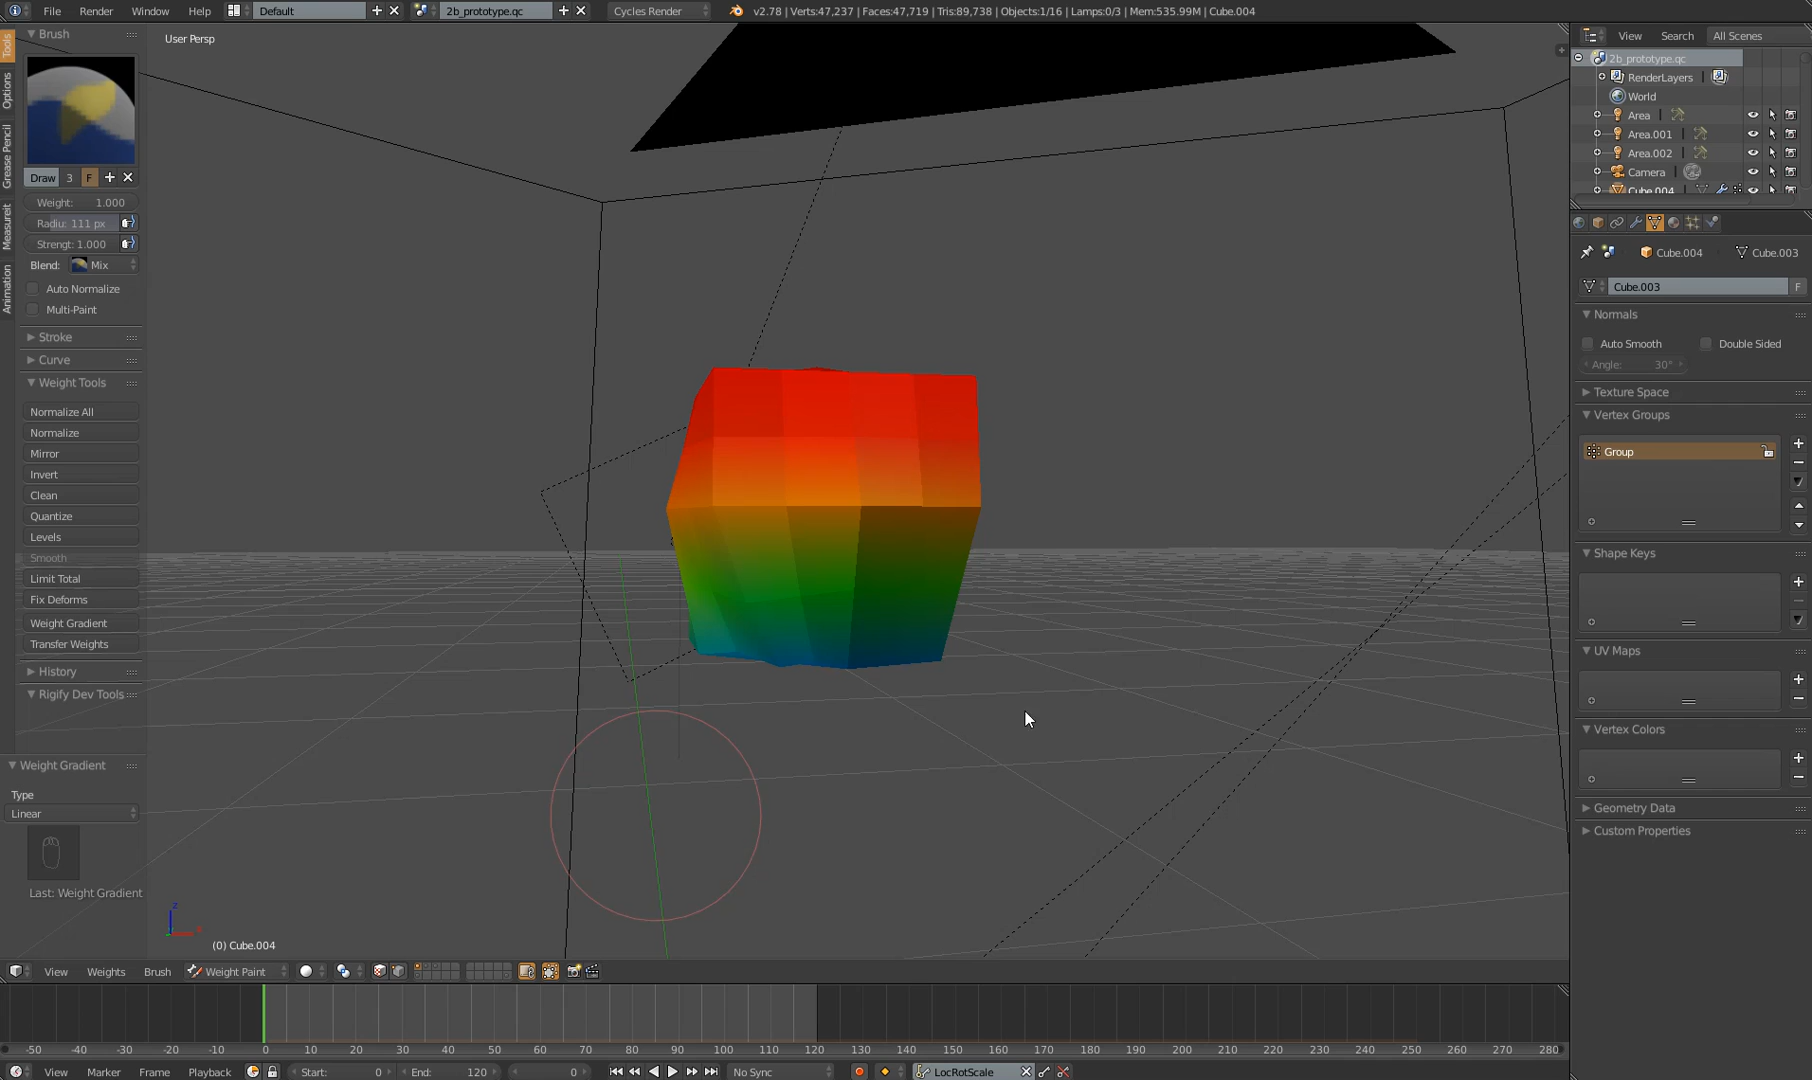 File Render Window Help Default 2b_prototype.qc Cycles Render v2.78 | Verts:47,237 | Faces:47,719 | Tris:89,738 | Objects:1/16 | Lamps:0/3 | Mem:535.99M | Cube.004
Brush
User Persp
Tools
Options
Grease Pencil
Measureit
Animation
Draw 3 F
Weight: 1.000
Radiu: 111 px
Strengt: 1.000
Blend: Mix
Auto Normalize
Multi-Paint
Stroke
Curve
Weight Tools
Normalize All
Normalize
Mirror
Invert
Clean
Quantize
Levels
Smooth
Limit Total
Fix Deforms
Weight Gradient
Transfer Weights
History
Rigify Dev Tools
Weight Gradient
Type
Linear
Last: Weight Gradient
z
x
(0) Cube.004
View Search All Scenes
2b_prototype.qc
RenderLayers
World
Area
Area.001
Area.002
Camera
Cube.004
Cube.004 Cube.003
Cube.003 F
Normals
Auto Smooth Double Sided
Angle: 30°
Texture Space
Vertex Groups
Group
Shape Keys
UV Maps
Vertex Colors
Geometry Data
Custom Properties
View Weights Brush Weight Paint
-50 -40 -30 -20 -10 0 10 20 30 40 50 60 70 80 90 100 110 120 130 140 150 160 170 180 190 200 210 220 230 240 250 260 270 280
View Marker Frame Playback Start: 0 End: 120 0 No Sync LocRotScale